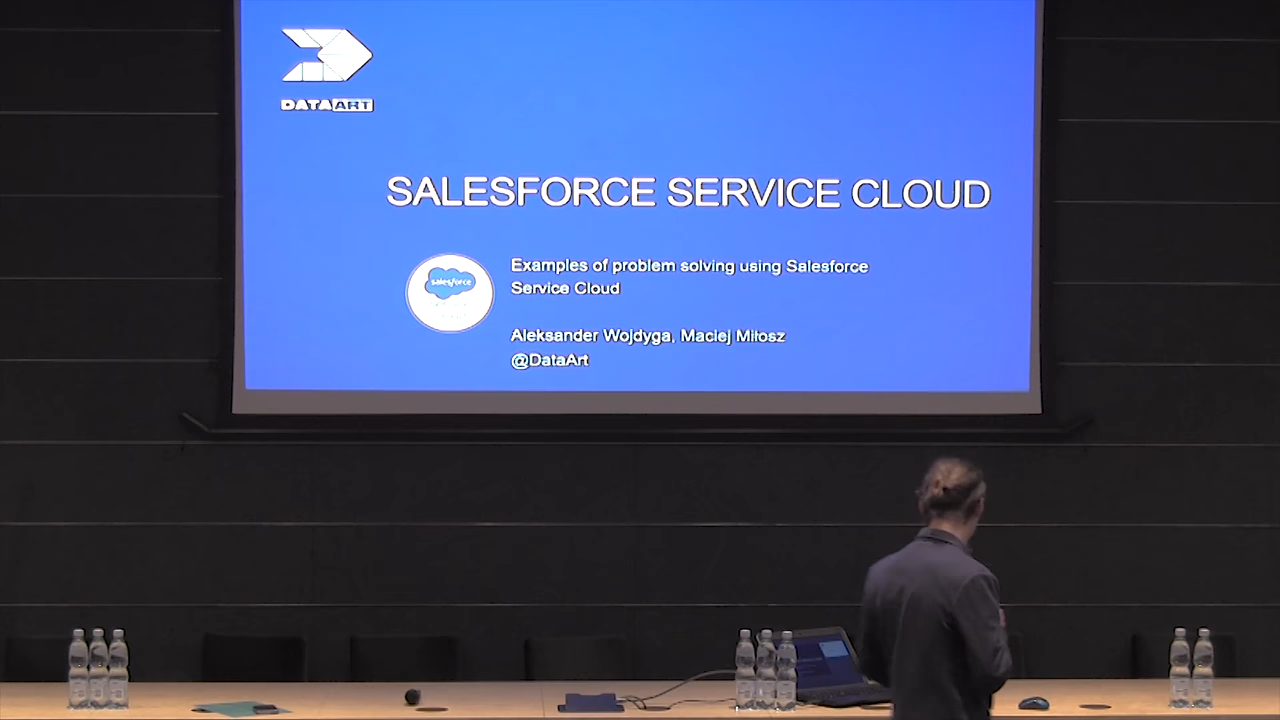 DATAART
SALESFORCE SERVICE CLOUD
salesforce
Examples of problem solving using Salesforce
Service Cloud
Aleksander Wojdyga, Maciej Miłosz
@DataArt